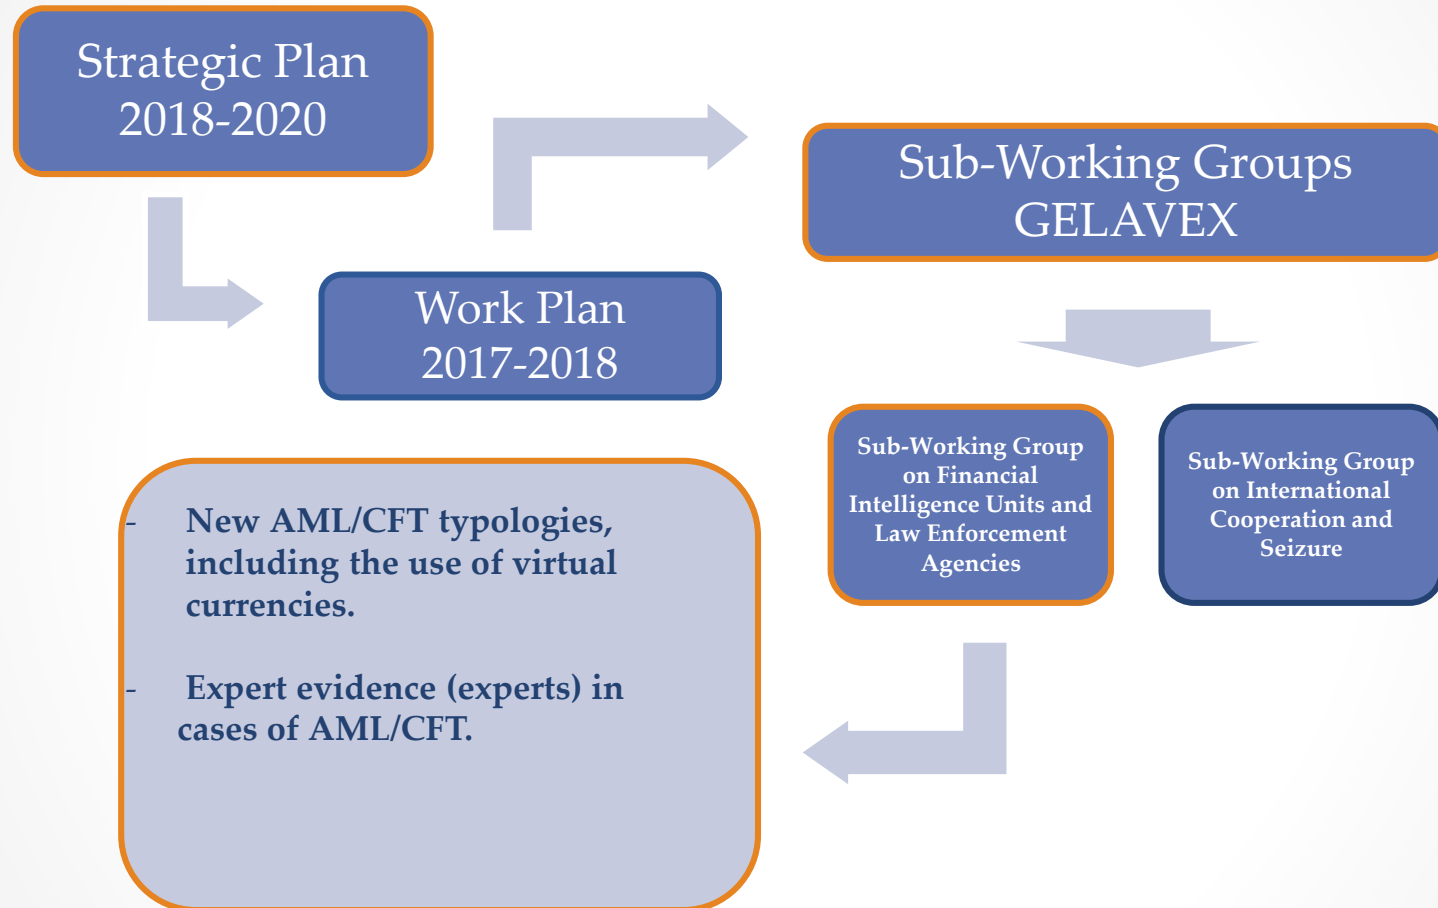 Strategic Plan
2018-2020
Sub-Working Groups
GELAVEX
Work Plan
2017-2018
Sub-Working Group
on Financial
Intelligence Units and
Law Enforcement
Agencies
Sub-Working Group
on International
Cooperation and
Seizure
- New AML/CFT typologies,
including the use of virtual
currencies.
- Expert evidence (experts) in
cases of AML/CFT.